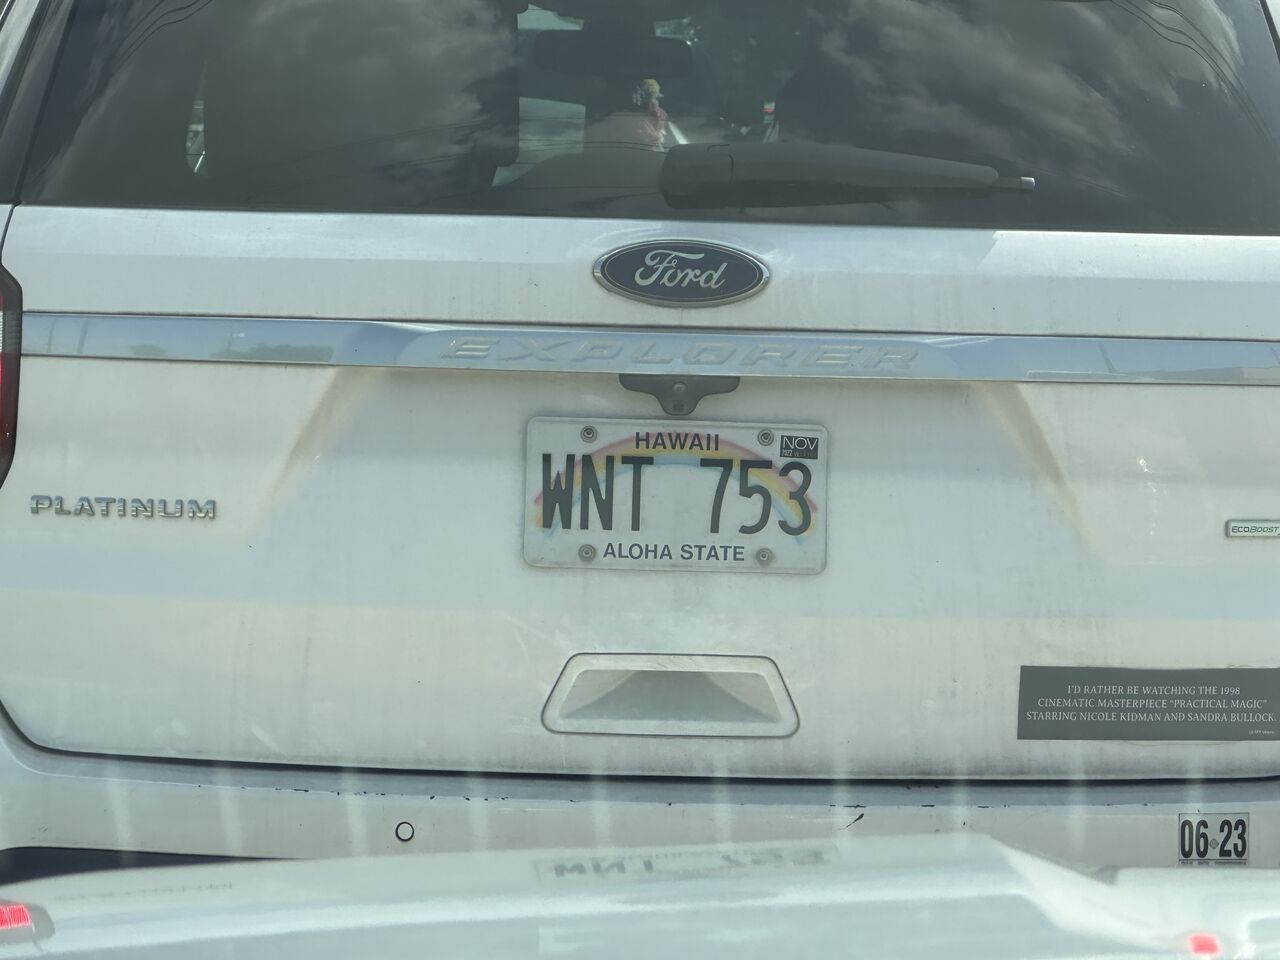 Ford
EXPLORER
HAWAII
NOV
2022
WNT 753
ALOHA STATE
PLATINUM
ECOBOOST
I'D RATHER BE WATCHING THE 1998
CINEMATIC MASTERPIECE "PRACTICAL MAGIC"
STARRING NICOLE KIDMAN AND SANDRA BULLOCK.
06 23